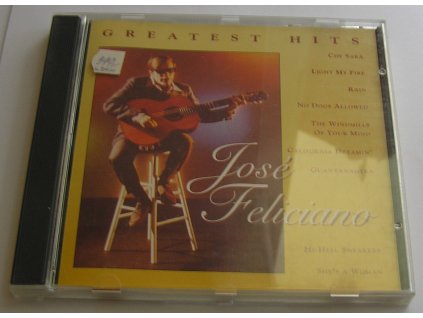 GREATEST HITS
CHE SARÀ
LIGHT MY FIRE
RAIN
NO DOGS ALLOWED
THE WINDMILLS
OF YOUR MIND
CALIFORNIA DREAMIN'
GUANTANAMERA
José
Feliciano
HI-HEEL SNEAKERS
SHE'S A WOMAN